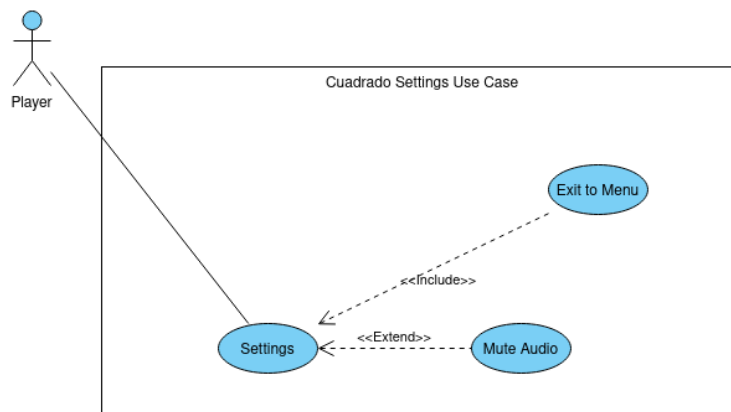 Player
Cuadrado Settings Use Case
Exit to Menu
<<Include>>
<<Extend>>
Settings
Mute Audio